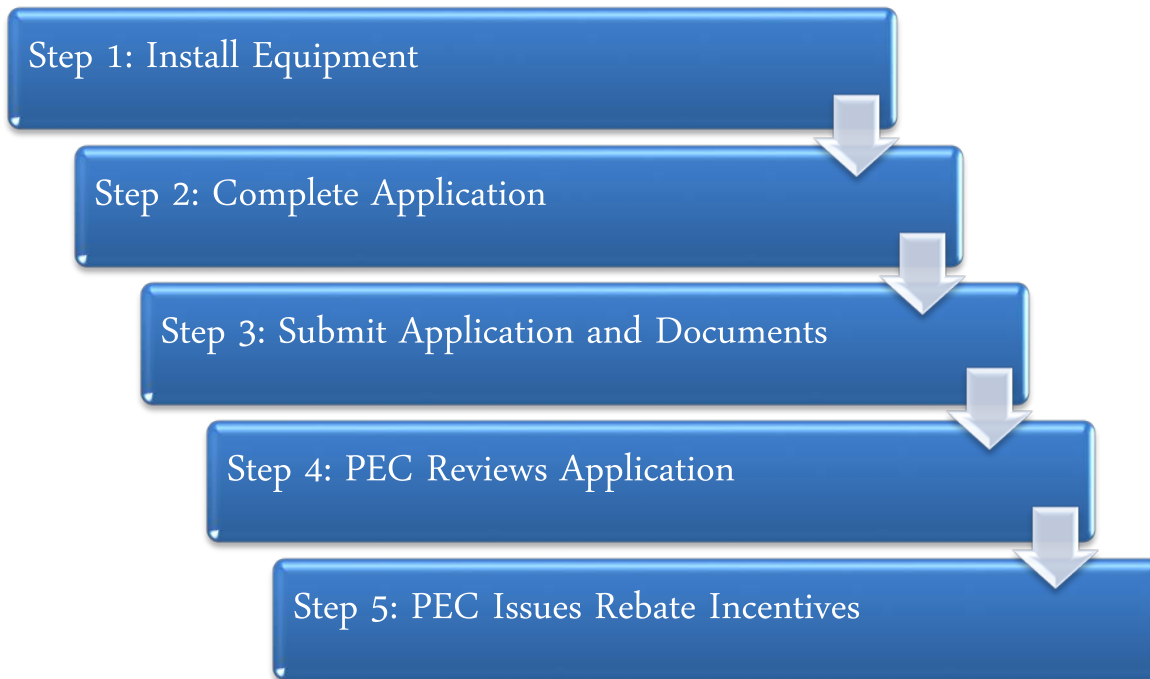 Step 1: Install Equipment
Step 2: Complete Application
Step 3: Submit Application and Documents
Step 4: PEC Reviews Application
Step 5: PEC Issues Rebate Incentives